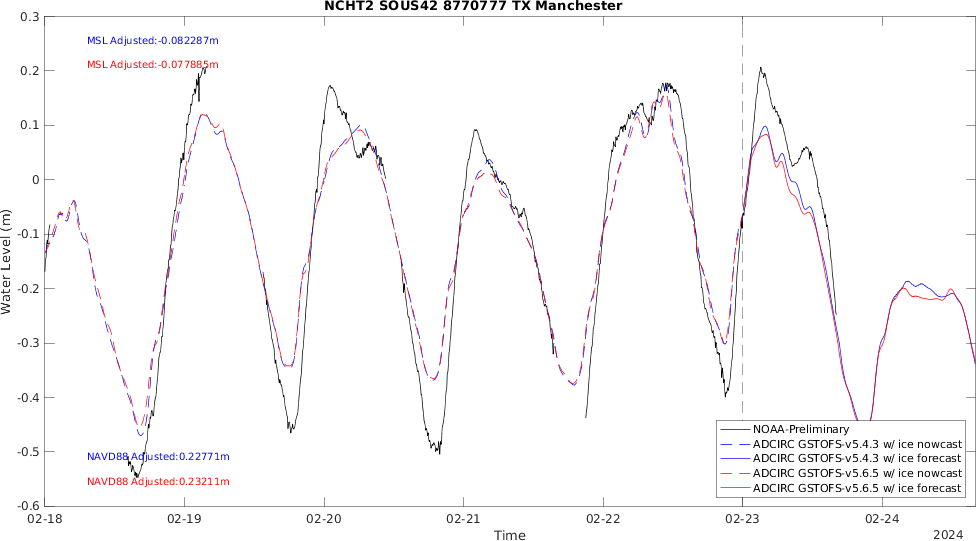 NCHT2 SOUS42 8770777 TX Manchester
0.3
MSL Adjusted:-0.082287m
MSL Adjusted:-0.077885m
0.2
0.1
0
-0.1
-0.2
-0.3
-0.4
-0.5
-0.6
Water Level (m)
NAVD88 Adjusted:0.22771m
NAVD88 Adjusted:0.23211m
NOAA-Preliminary
ADCIRC GSTOFS-v5.4.3 w/ ice nowcast
ADCIRC GSTOFS-v5.4.3 w/ ice forecast
ADCIRC GSTOFS-v5.6.5 w/ ice nowcast
ADCIRC GSTOFS-v5.6.5 w/ ice forecast
02-18 02-19 02-20 02-21 02-22 02-23 02-24
Time
2024